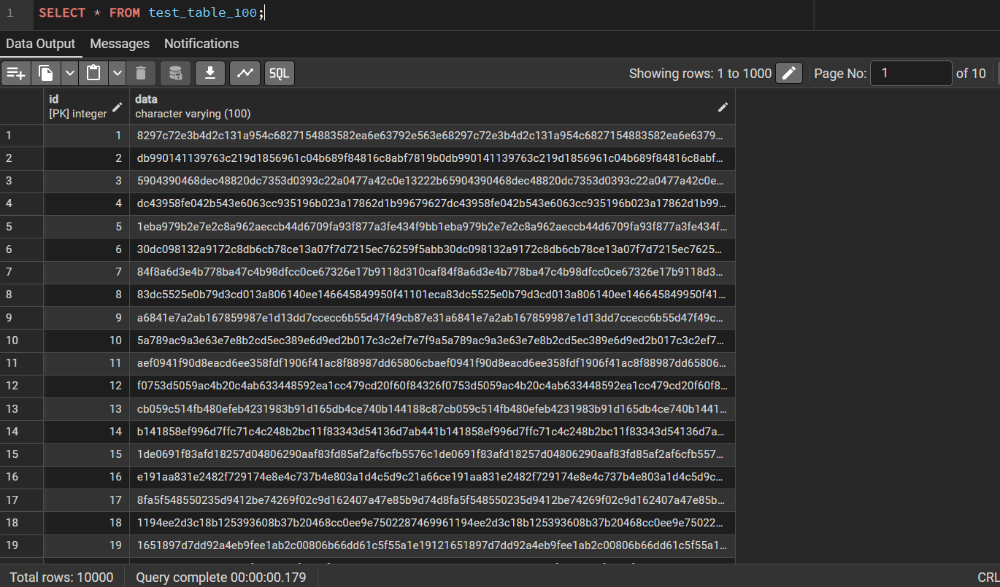 1 SELECT * FROM test_table_100;
Data Output Messages Notifications
SQL Showing rows: 1 to 1000 Page No: 1 of 10
id data
[PK] integer character varying (100)
1 1 8297c72e3b4d2c131a954c6827154883582ea6e63792e563e68297c72e3b4d2c131a954c6827154883582ea6e6379…
2 2 db990141139763c219d1856961c04b689f84816c8abf7819b0db990141139763c219d1856961c04b689f84816c8abf…
3 3 5904390468dec48820dc7353d0393c22a0477a42c0e13222b65904390468dec48820dc7353d0393c22a0477a42c0e…
4 4 dc43958fe042b543e6063cc935196b023a17862d1b99679627dc43958fe042b543e6063cc935196b023a17862d1b99…
5 5 1eba979b2e7e2c8a962aeccb44d6709fa93f877a3fe434f9bb1eba979b2e7e2c8a962aeccb44d6709fa93f877a3fe434f…
6 6 30dc098132a9172c8db6cb78ce13a07f7d7215ec76259f5abb30dc098132a9172c8db6cb78ce13a07f7d7215ec7625…
7 7 84f8a6d3e4b778ba47c4b98dfcc0ce67326e17b9118d310caf84f8a6d3e4b778ba47c4b98dfcc0ce67326e17b9118d3…
8 8 83dc5525e0b79d3cd013a806140ee146645849950f41101eca83dc5525e0b79d3cd013a806140ee146645849950f41…
9 9 a6841e7a2ab167859987e1d13dd7ccecc6b55d47f49cb87e31a6841e7a2ab167859987e1d13dd7ccecc6b55d47f49c…
10 10 5a789ac9a3e63e7e8b2cd5ec389e6d9ed2b017c3c2ef7e7f9a5a789ac9a3e63e7e8b2cd5ec389e6d9ed2b017c3c2ef7…
11 11 aef0941f90d8eacd6ee358fdf1906f41ac8f88987dd65806cbaef0941f90d8eacd6ee358fdf1906f41ac8f88987dd65806…
12 12 f0753d5059ac4b20c4ab633448592ea1cc479cd20f60f84326f0753d5059ac4b20c4ab633448592ea1cc479cd20f60f8…
13 13 cb059c514fb480efeb4231983b91d165db4ce740b144188c87cb059c514fb480efeb4231983b91d165db4ce740b1441…
14 14 b141858ef996d7ffc71c4c248b2bc11f83343d54136d7ab441b141858ef996d7ffc71c4c248b2bc11f83343d54136d7a…
15 15 1de0691f83afd18257d04806290aaf83fd85af2af6cfb5576c1de0691f83afd18257d04806290aaf83fd85af2af6cfb557…
16 16 e191aa831e2482f729174e8e4c737b4e803a1d4c5d9c21a66ce191aa831e2482f729174e8e4c737b4e803a1d4c5d9c…
17 17 8fa5f548550235d9412be74269f02c9d162407a47e85b9d74d8fa5f548550235d9412be74269f02c9d162407a47e85b…
18 18 1194ee2d3c18b125393608b37b20468cc0ee9e7502287469961194ee2d3c18b125393608b37b20468cc0ee9e75022…
19 19 1651897d7dd92a4eb9fee1ab2c00806b66dd61c5f55a1e19121651897d7dd92a4eb9fee1ab2c00806b66dd61c5f55a1…
Total rows: 10000 Query complete 00:00:00.179 CRL